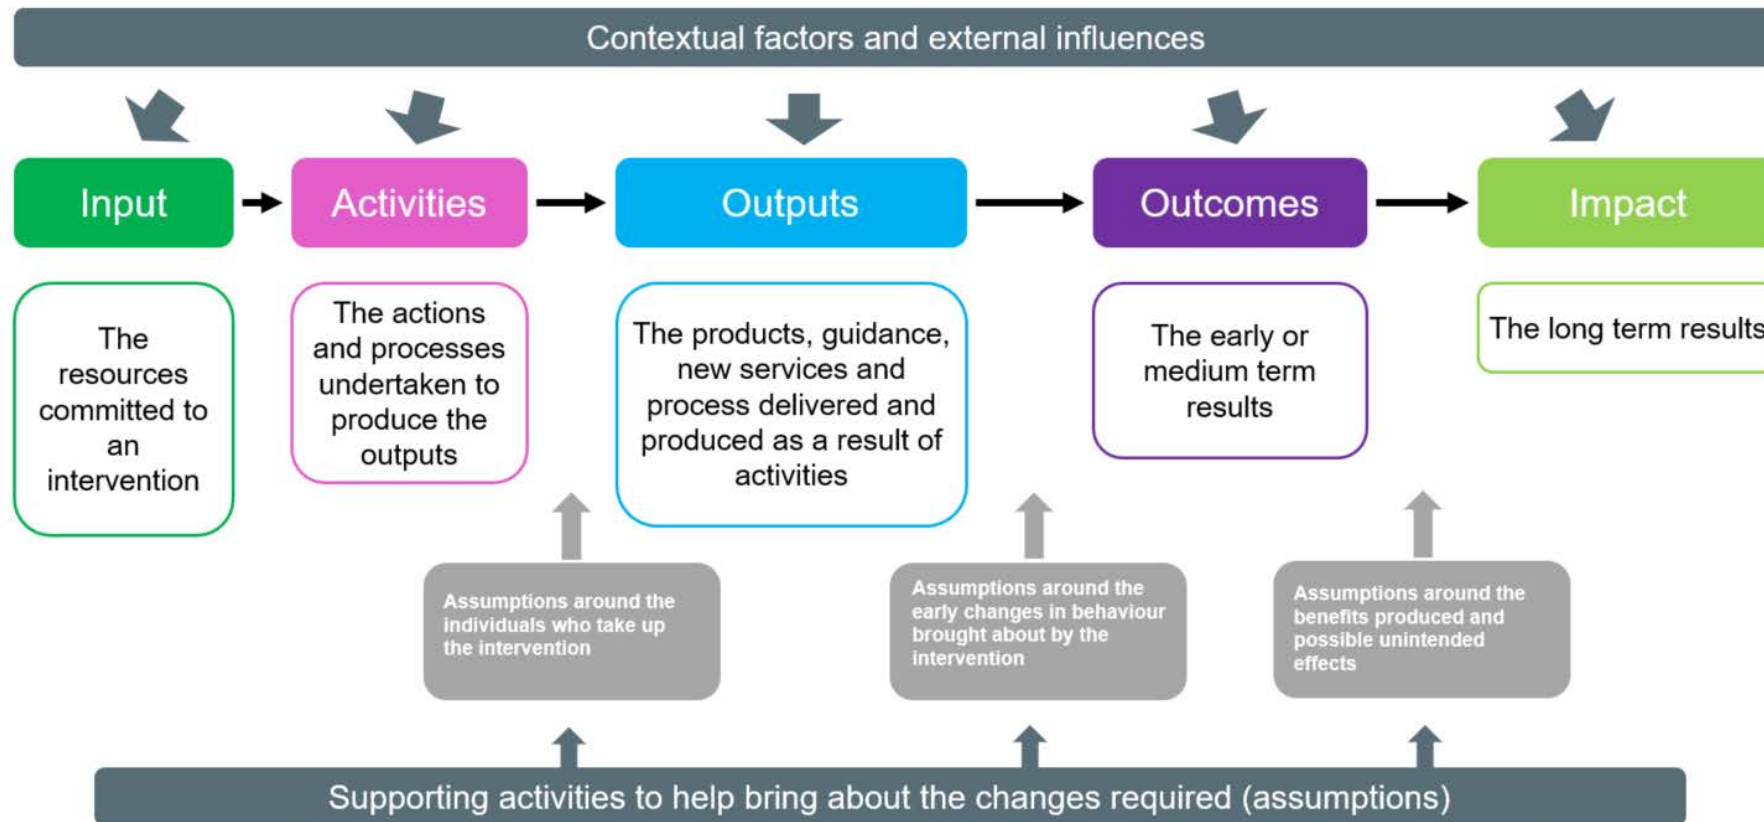 Contextual factors and external influences
Input
Activities
Outputs
Outcomes
Impact
The
resources
committed to
an
intervention
The actions
and processes
undertaken to
produce the
outputs
The products, guidance,
new services and
process delivered and
produced as a result of
activities
The early or
medium term
results
The long term results
Assumptions around the
individuals who take up
the intervention
Assumptions around the
early changes in behaviour
brought about by the
intervention
Assumptions around the
benefits produced and
possible unintended
effects
Supporting activities to help bring about the changes required (assumptions)